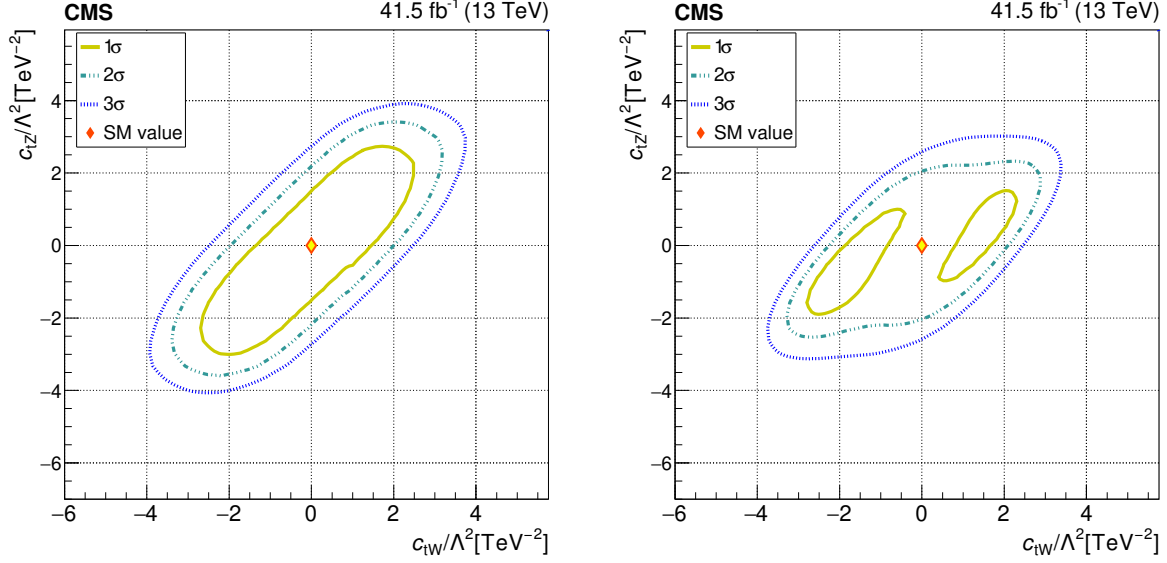 CMS 41.5 fb⁻¹ (13 TeV)
c_tZ/Λ²[TeV⁻²]
1σ
2σ
3σ
SM value
4
2
0
−2
−4
−6
−6 −4 −2 0 2 4
c_tW/Λ²[TeV⁻²]
CMS 41.5 fb⁻¹ (13 TeV)
c_tZ/Λ²[TeV⁻²]
1σ
2σ
3σ
SM value
4
2
0
−2
−4
−6
−6 −4 −2 0 2 4
c_tW/Λ²[TeV⁻²]